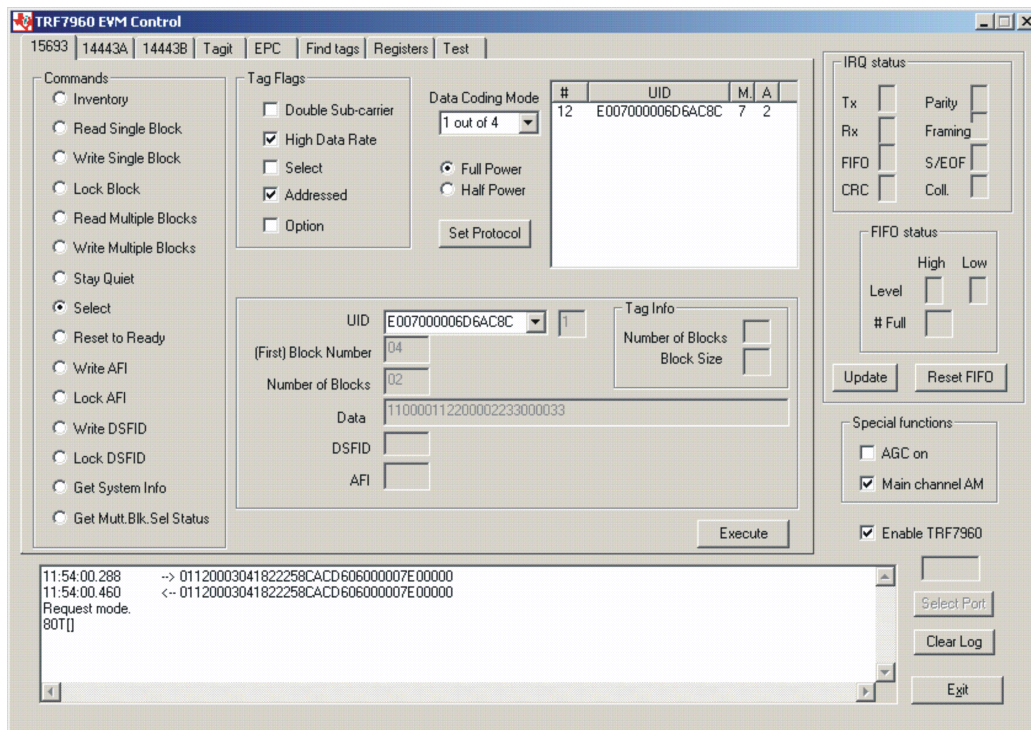 TRF7960 EVM Control
15693 14443A 14443B Tagit EPC Find tags Registers Test
Commands
Inventory
Read Single Block
Write Single Block
Lock Block
Read Multiple Blocks
Write Multiple Blocks
Stay Quiet
Select
Reset to Ready
Write AFI
Lock AFI
Write DSFID
Lock DSFID
Get System Info
Get Mutt.Blk.Sel Status
Tag Flags
Double Sub-carrier
High Data Rate
Select
Addressed
Option
Data Coding Mode
1 out of 4
Full Power
Half Power
Set Protocol
# UID M. A
12 E007000006D6AC8C 7 2
UID E007000006D6AC8C 1
(First) Block Number 04
Number of Blocks 02
Data 110000112200002233000033
DSFID
AFI
Tag Info
Number of Blocks
Block Size
Execute
IRQ status
Tx Parity
Rx Framing
FIFO S/EOF
CRC Coll.
FIFO status
High Low
Level
# Full
Update Reset FIFO
Special functions
AGC on
Main channel AM
Enable TRF7960
Select Port
Clear Log
Exit
11:54:00.288 --> 01120003041822258CACD606000007E00000
11:54:00.460 <-- 01120003041822258CACD606000007E00000
Request mode.
80T[]